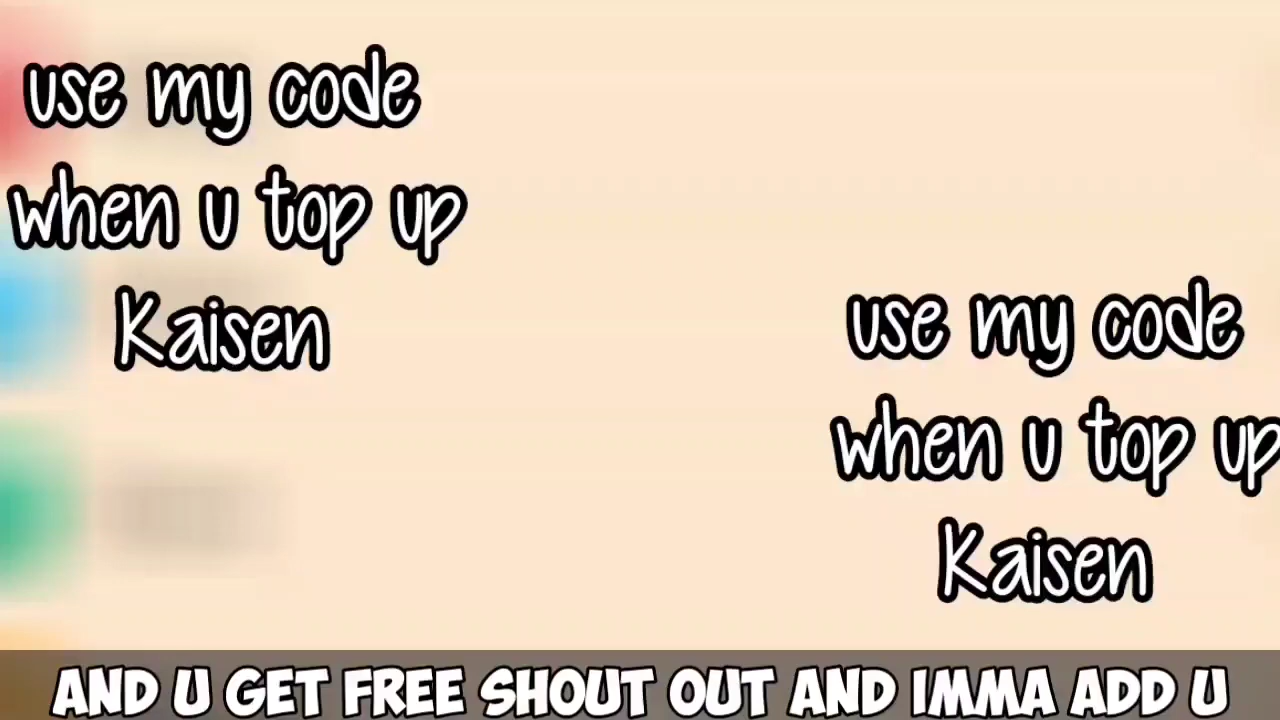 use my code
when u top up
Kaisen
use my code
when u top up
Kaisen
AND U GET FREE SHOUT OUT AND IMMA ADD U